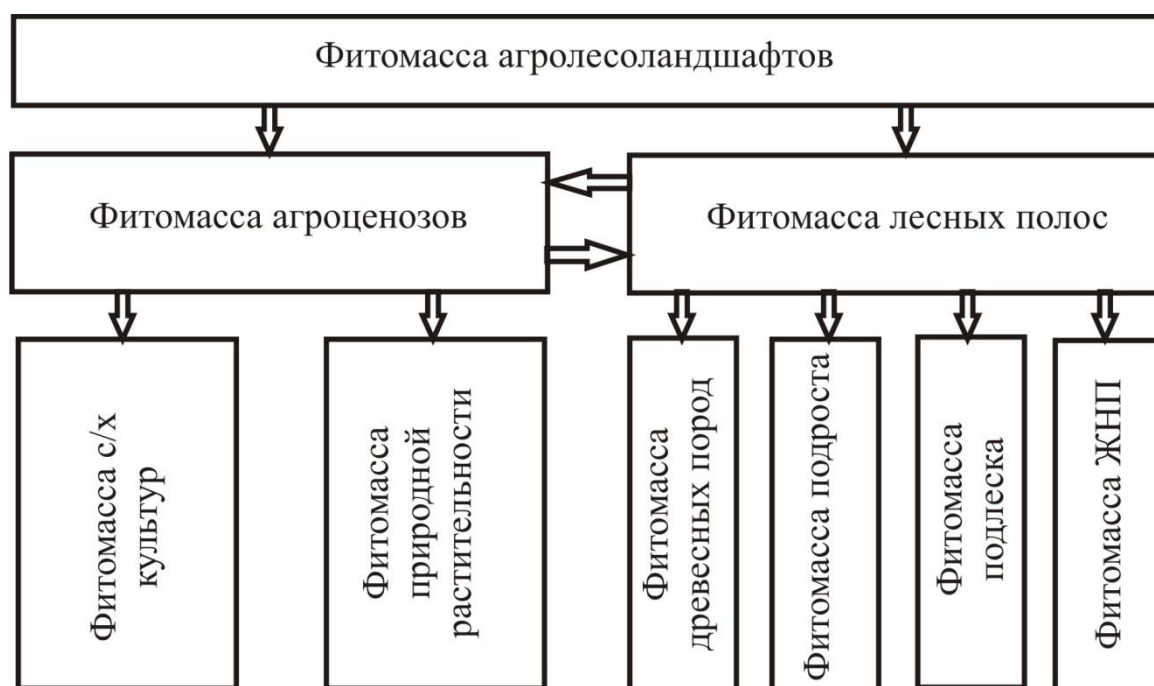 Фитомасса агролесоландшафтов
Фитомасса агроценозов
Фитомасса лесных полос
Фитомасса с/х
культур
Фитомасса
природной
растительности
Фитомасса
древесных пород
Фитомасса подроста
Фитомасса
подлеска
Фитомасса ЖНП